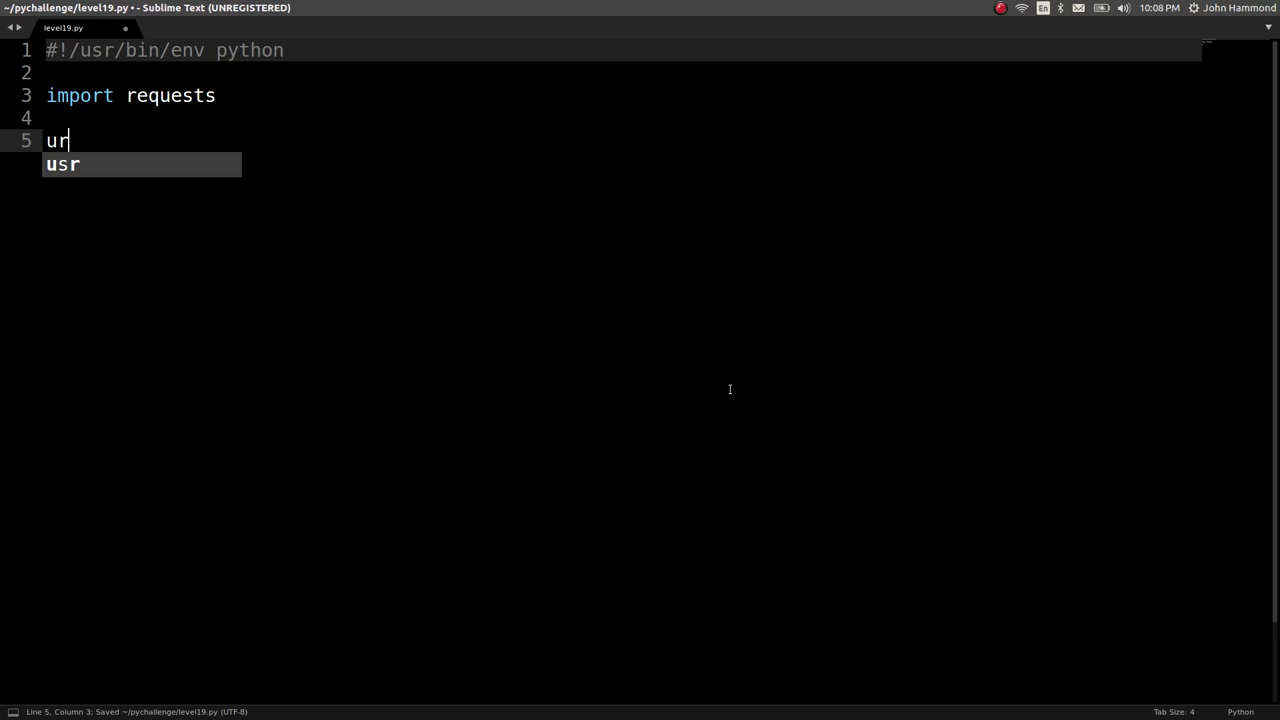 ~/pychallenge/level19.py • - Sublime Text (UNREGISTERED)
En
10:08 PM
John Hammond
level19.py
1 #!/usr/bin/env python
2
3 import requests
4
5 ur
usr
Line 5, Column 3; Saved ~/pychallenge/level19.py (UTF-8)
Tab Size: 4
Python